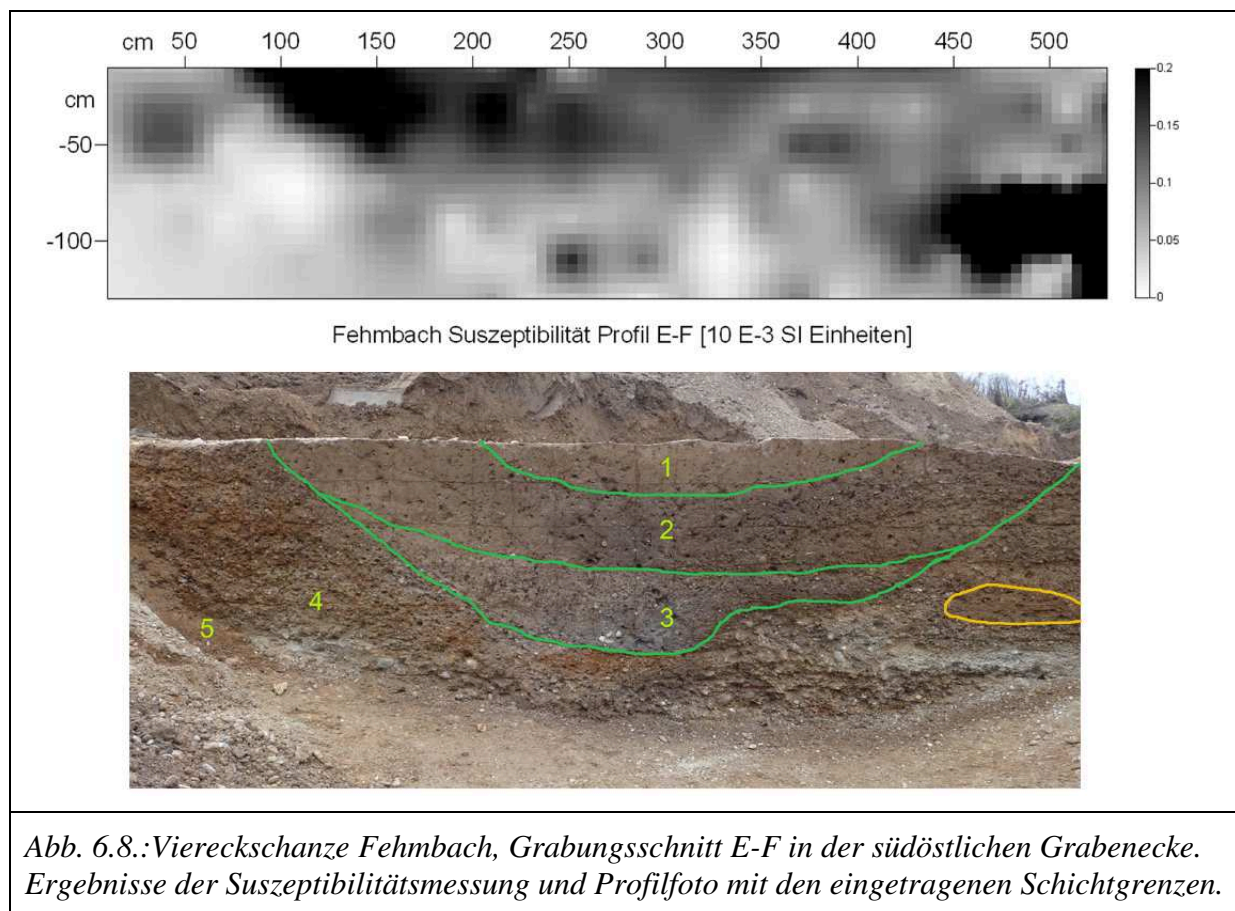 cm 50 100 150 200 250 300 350 400 450 500
cm
-50
-100
0.2
0.15
0.1
0.05
0
Fehmbach Suszeptibilität Profil E-F [10 E-3 SI Einheiten]
1
2
3
4
5
Abb. 6.8.:Viereckschanze Fehmbach, Grabungsschnitt E-F in der südöstlichen Grabenecke.
Ergebnisse der Suszeptibilitätsmessung und Profilfoto mit den eingetragenen Schichtgrenzen.